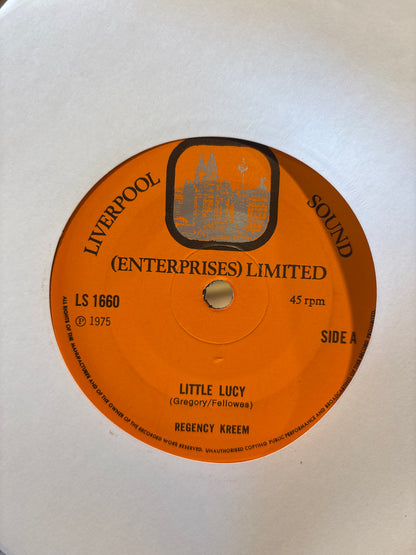 LIVERPOOL SOUND
(ENTERPRISES) LIMITED
LS 1660
45 rpm
℗ 1975
SIDE A
LITTLE LUCY
(Gregory/Fellowes)
REGENCY KREEM
ALL RIGHTS OF THE MANUFACTURER AND OF THE OWNER OF THE RECORDED WORK RESERVED. UNAUTHORISED COPYING PUBLIC PERFORMANCE AND BROADCASTING